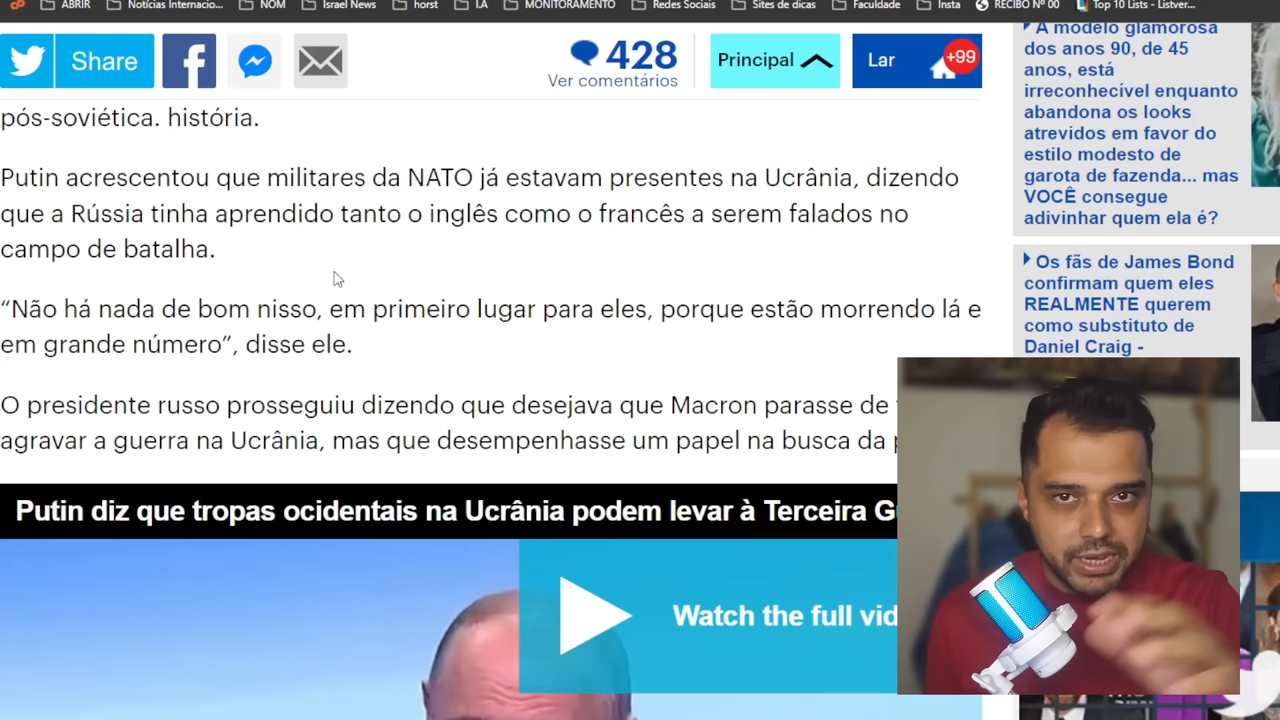 ABRIR
Notícias Internacio...
NOM
Israel News
horst
I.A
MONITORAMENTO
Redes Sociais
Sites de dicas
Faculdade
Insta
RECIBO Nº 00
Top 10 Lists - Listver...
Share
428
Ver comentários
Principal
Lar
+99
pós-soviética. história.
Putin acrescentou que militares da NATO já estavam presentes na Ucrânia, dizendo
que a Rússia tinha aprendido tanto o inglês como o francês a serem falados no
campo de batalha.
“Não há nada de bom nisso, em primeiro lugar para eles, porque estão morrendo lá e
em grande número”, disse ele.
O presidente russo prosseguiu dizendo que desejava que Macron parasse de
agravar a guerra na Ucrânia, mas que desempenhasse um papel na busca da
Putin diz que tropas ocidentais na Ucrânia podem levar à Terceira G
Watch the full vid
A modelo glamorosa
dos anos 90, de 45
anos, está
irreconhecível enquanto
abandona os looks
atrevidos em favor do
estilo modesto de
garota de fazenda... mas
VOCÊ consegue
adivinhar quem ela é?
Os fãs de James Bond
confirmam quem eles
REALMENTE querem
como substituto de
Daniel Craig -